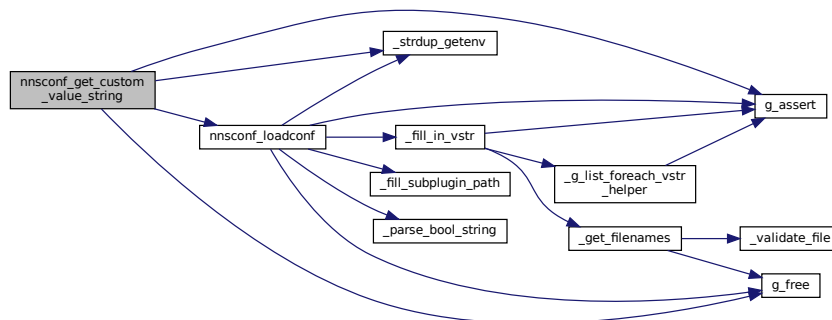 nnsconf_get_custom
_value_string
_strdup_getenv
nnsconf_loadconf
_fill_in_vstr
_fill_subplugin_path
_parse_bool_string
_g_list_foreach_vstr
_helper
_get_filenames
g_assert
_validate_file
g_free